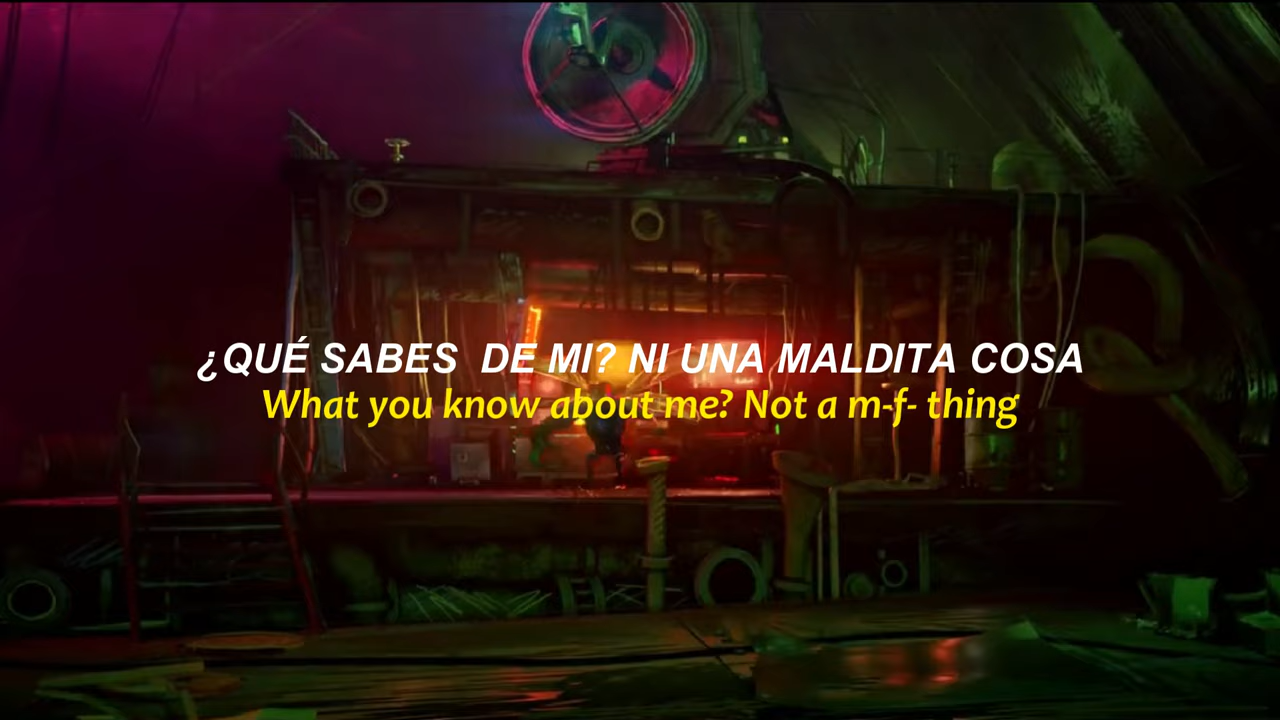 ¿QUÉ SABES  DE MI? NI UNA MALDITA COSA
What you know about me? Not a m-f- thing